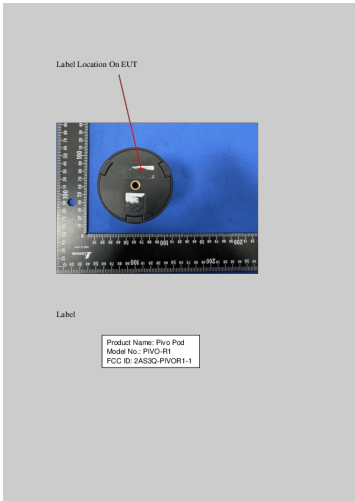 Label Location On EUT
Label
Product Name: Pivo Pod
Model No.: PIVO-R1
FCC ID: 2AS3Q-PIVOR1-1